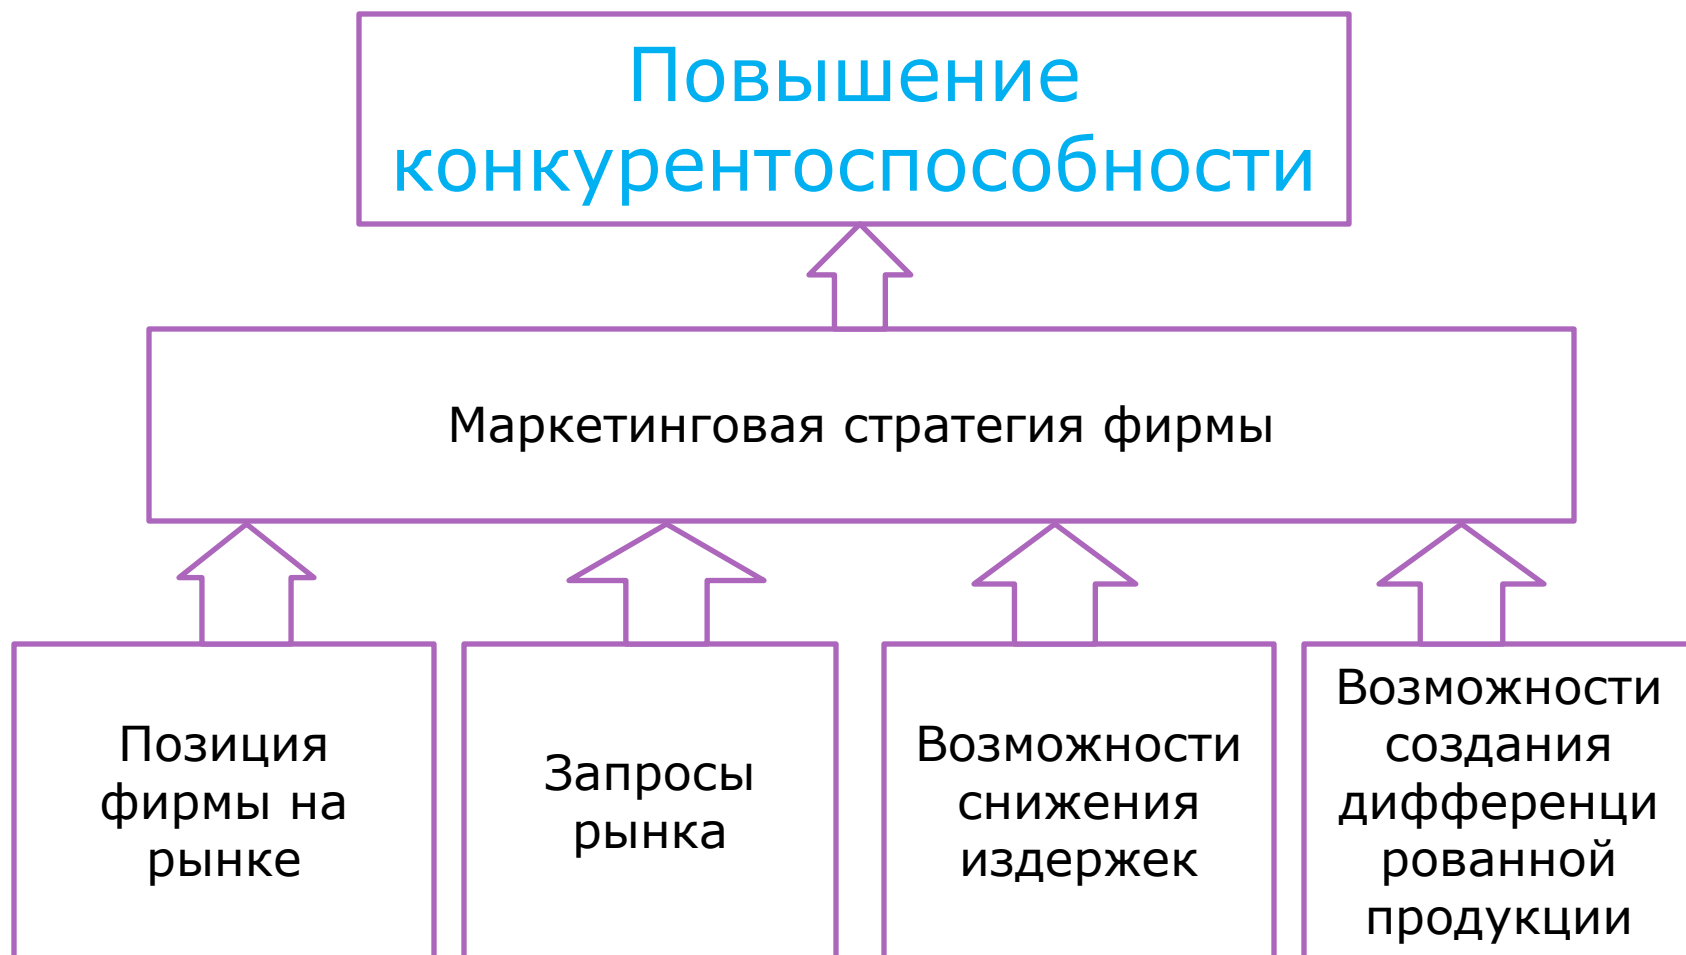 Повышение
конкурентоспособности
Маркетинговая стратегия фирмы
Позиция
фирмы на
рынке
Запросы
рынка
Возможности
снижения
издержек
Возможности
создания
дифференци
рованной
продукции